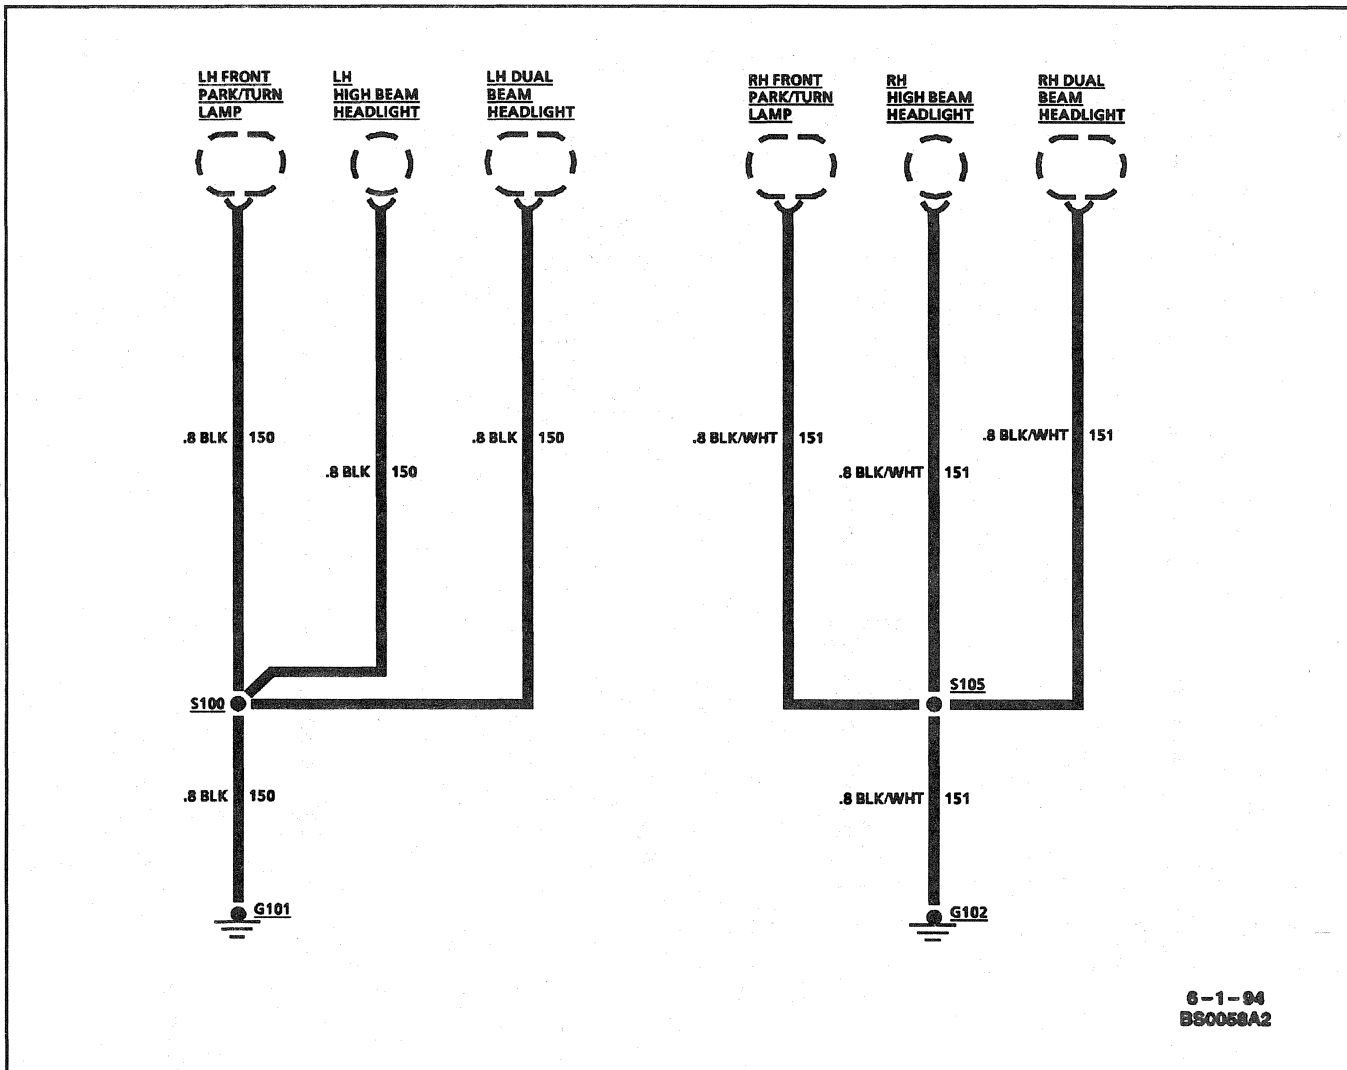 LH FRONT
PARK/TURN
LAMP
LH
HIGH BEAM
HEADLIGHT
LH DUAL
BEAM
HEADLIGHT
RH FRONT
PARK/TURN
LAMP
RH
HIGH BEAM
HEADLIGHT
RH DUAL
BEAM
HEADLIGHT
.8 BLK 150
.8 BLK 150
.8 BLK 150
.8 BLK/WHT 151
.8 BLK/WHT 151
.8 BLK/WHT 151
S100
S105
.8 BLK 150
.8 BLK/WHT 151
G101
G102
6-1-94
BS0058A2